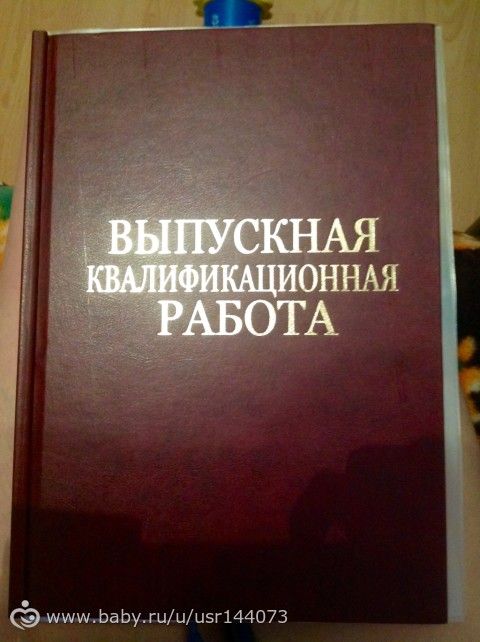 ВЫПУСКНАЯ
КВАЛИФИКАЦИОННАЯ
РАБОТА
www.baby.ru/u/usr144073